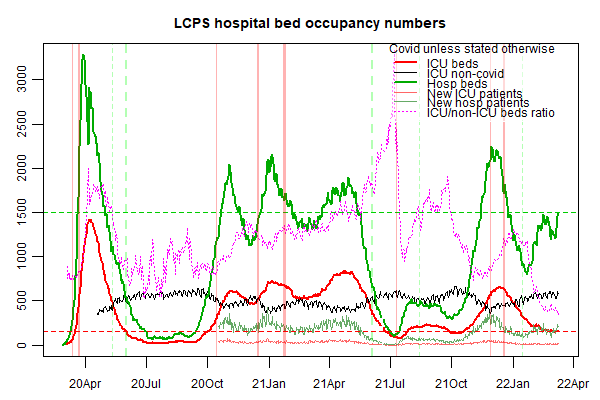 LCPS hospital bed occupancy numbers
Covid unless stated otherwise
ICU beds
ICU non-covid
Hosp beds
New ICU patients
New hosp patients
ICU/non-ICU beds ratio
3000
2500
2000
1500
1000
500
0
20Apr 20Jul 20Oct 21Jan 21Apr 21Jul 21Oct 22Jan 22Apr